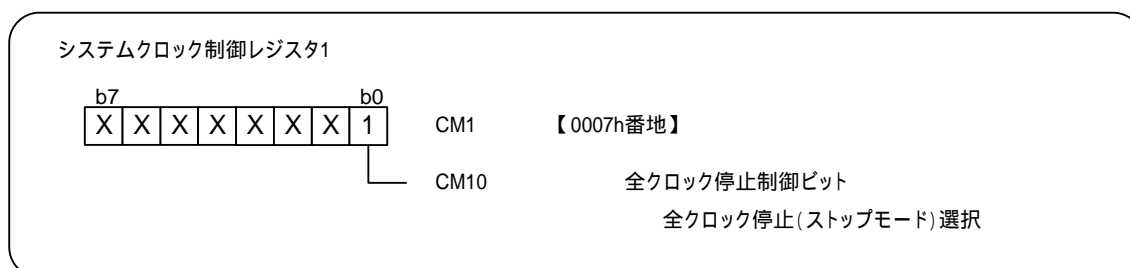 システムクロック制御レジスタ1
b7 b0
X X X X X X X 1 CM1 【0007h番地】
CM10 全クロック停止制御ビット
全クロック停止(ストップモード)選択